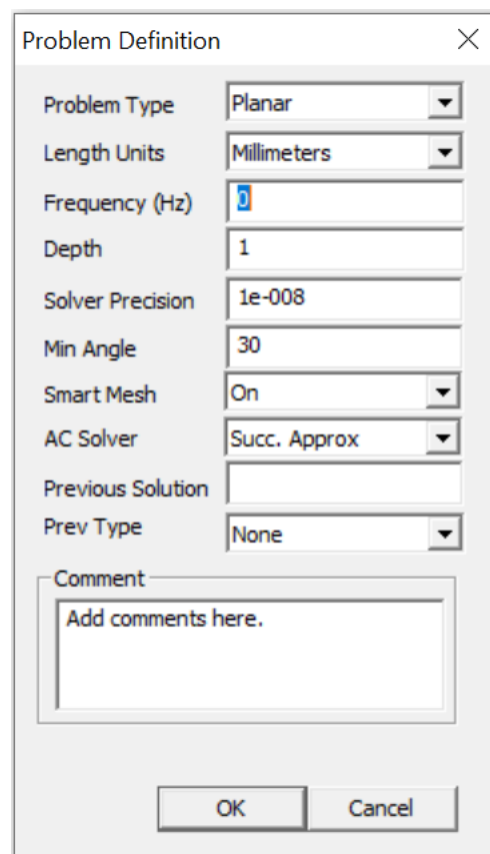 Problem Definition
Problem Type Planar
Length Units Millimeters
Frequency (Hz) 0
Depth 1
Solver Precision 1e-008
Min Angle 30
Smart Mesh On
AC Solver Succ. Approx
Previous Solution
Prev Type None
Comment
Add comments here.
OK Cancel